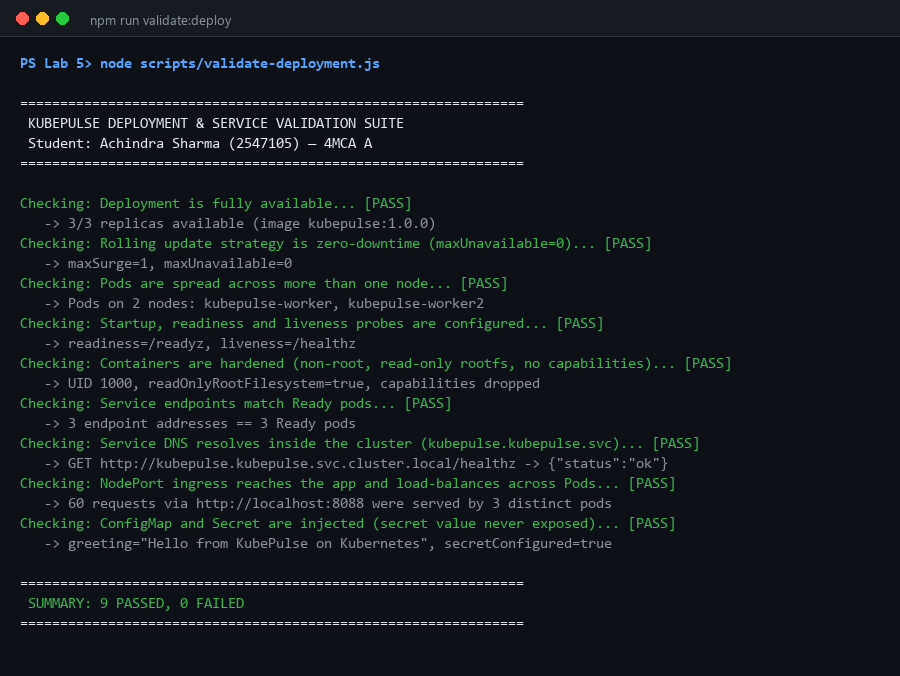 npm run validate:deploy
PS Lab 5> node scripts/validate-deployment.js
===============================================================
KUBEPULSE DEPLOYMENT & SERVICE VALIDATION SUITE
Student: Achindra Sharma (2547105) — 4MCA A
===============================================================
Checking: Deployment is fully available... [PASS]
-> 3/3 replicas available (image kubepulse:1.0.0)
Checking: Rolling update strategy is zero-downtime (maxUnavailable=0)... [PASS]
-> maxSurge=1, maxUnavailable=0
Checking: Pods are spread across more than one node... [PASS]
-> Pods on 2 nodes: kubepulse-worker, kubepulse-worker2
Checking: Startup, readiness and liveness probes are configured... [PASS]
-> readiness=/readyz, liveness=/healthz
Checking: Containers are hardened (non-root, read-only rootfs, no capabilities)... [PASS]
-> UID 1000, readOnlyRootFilesystem=true, capabilities dropped
Checking: Service endpoints match Ready pods... [PASS]
-> 3 endpoint addresses == 3 Ready pods
Checking: Service DNS resolves inside the cluster (kubepulse.kubepulse.svc)... [PASS]
-> GET http://kubepulse.kubepulse.svc.cluster.local/healthz -> {"status":"ok"}
Checking: NodePort ingress reaches the app and load-balances across Pods... [PASS]
-> 60 requests via http://localhost:8088 were served by 3 distinct pods
Checking: ConfigMap and Secret are injected (secret value never exposed)... [PASS]
-> greeting="Hello from KubePulse on Kubernetes", secretConfigured=true
===============================================================
SUMMARY: 9 PASSED, 0 FAILED
===============================================================